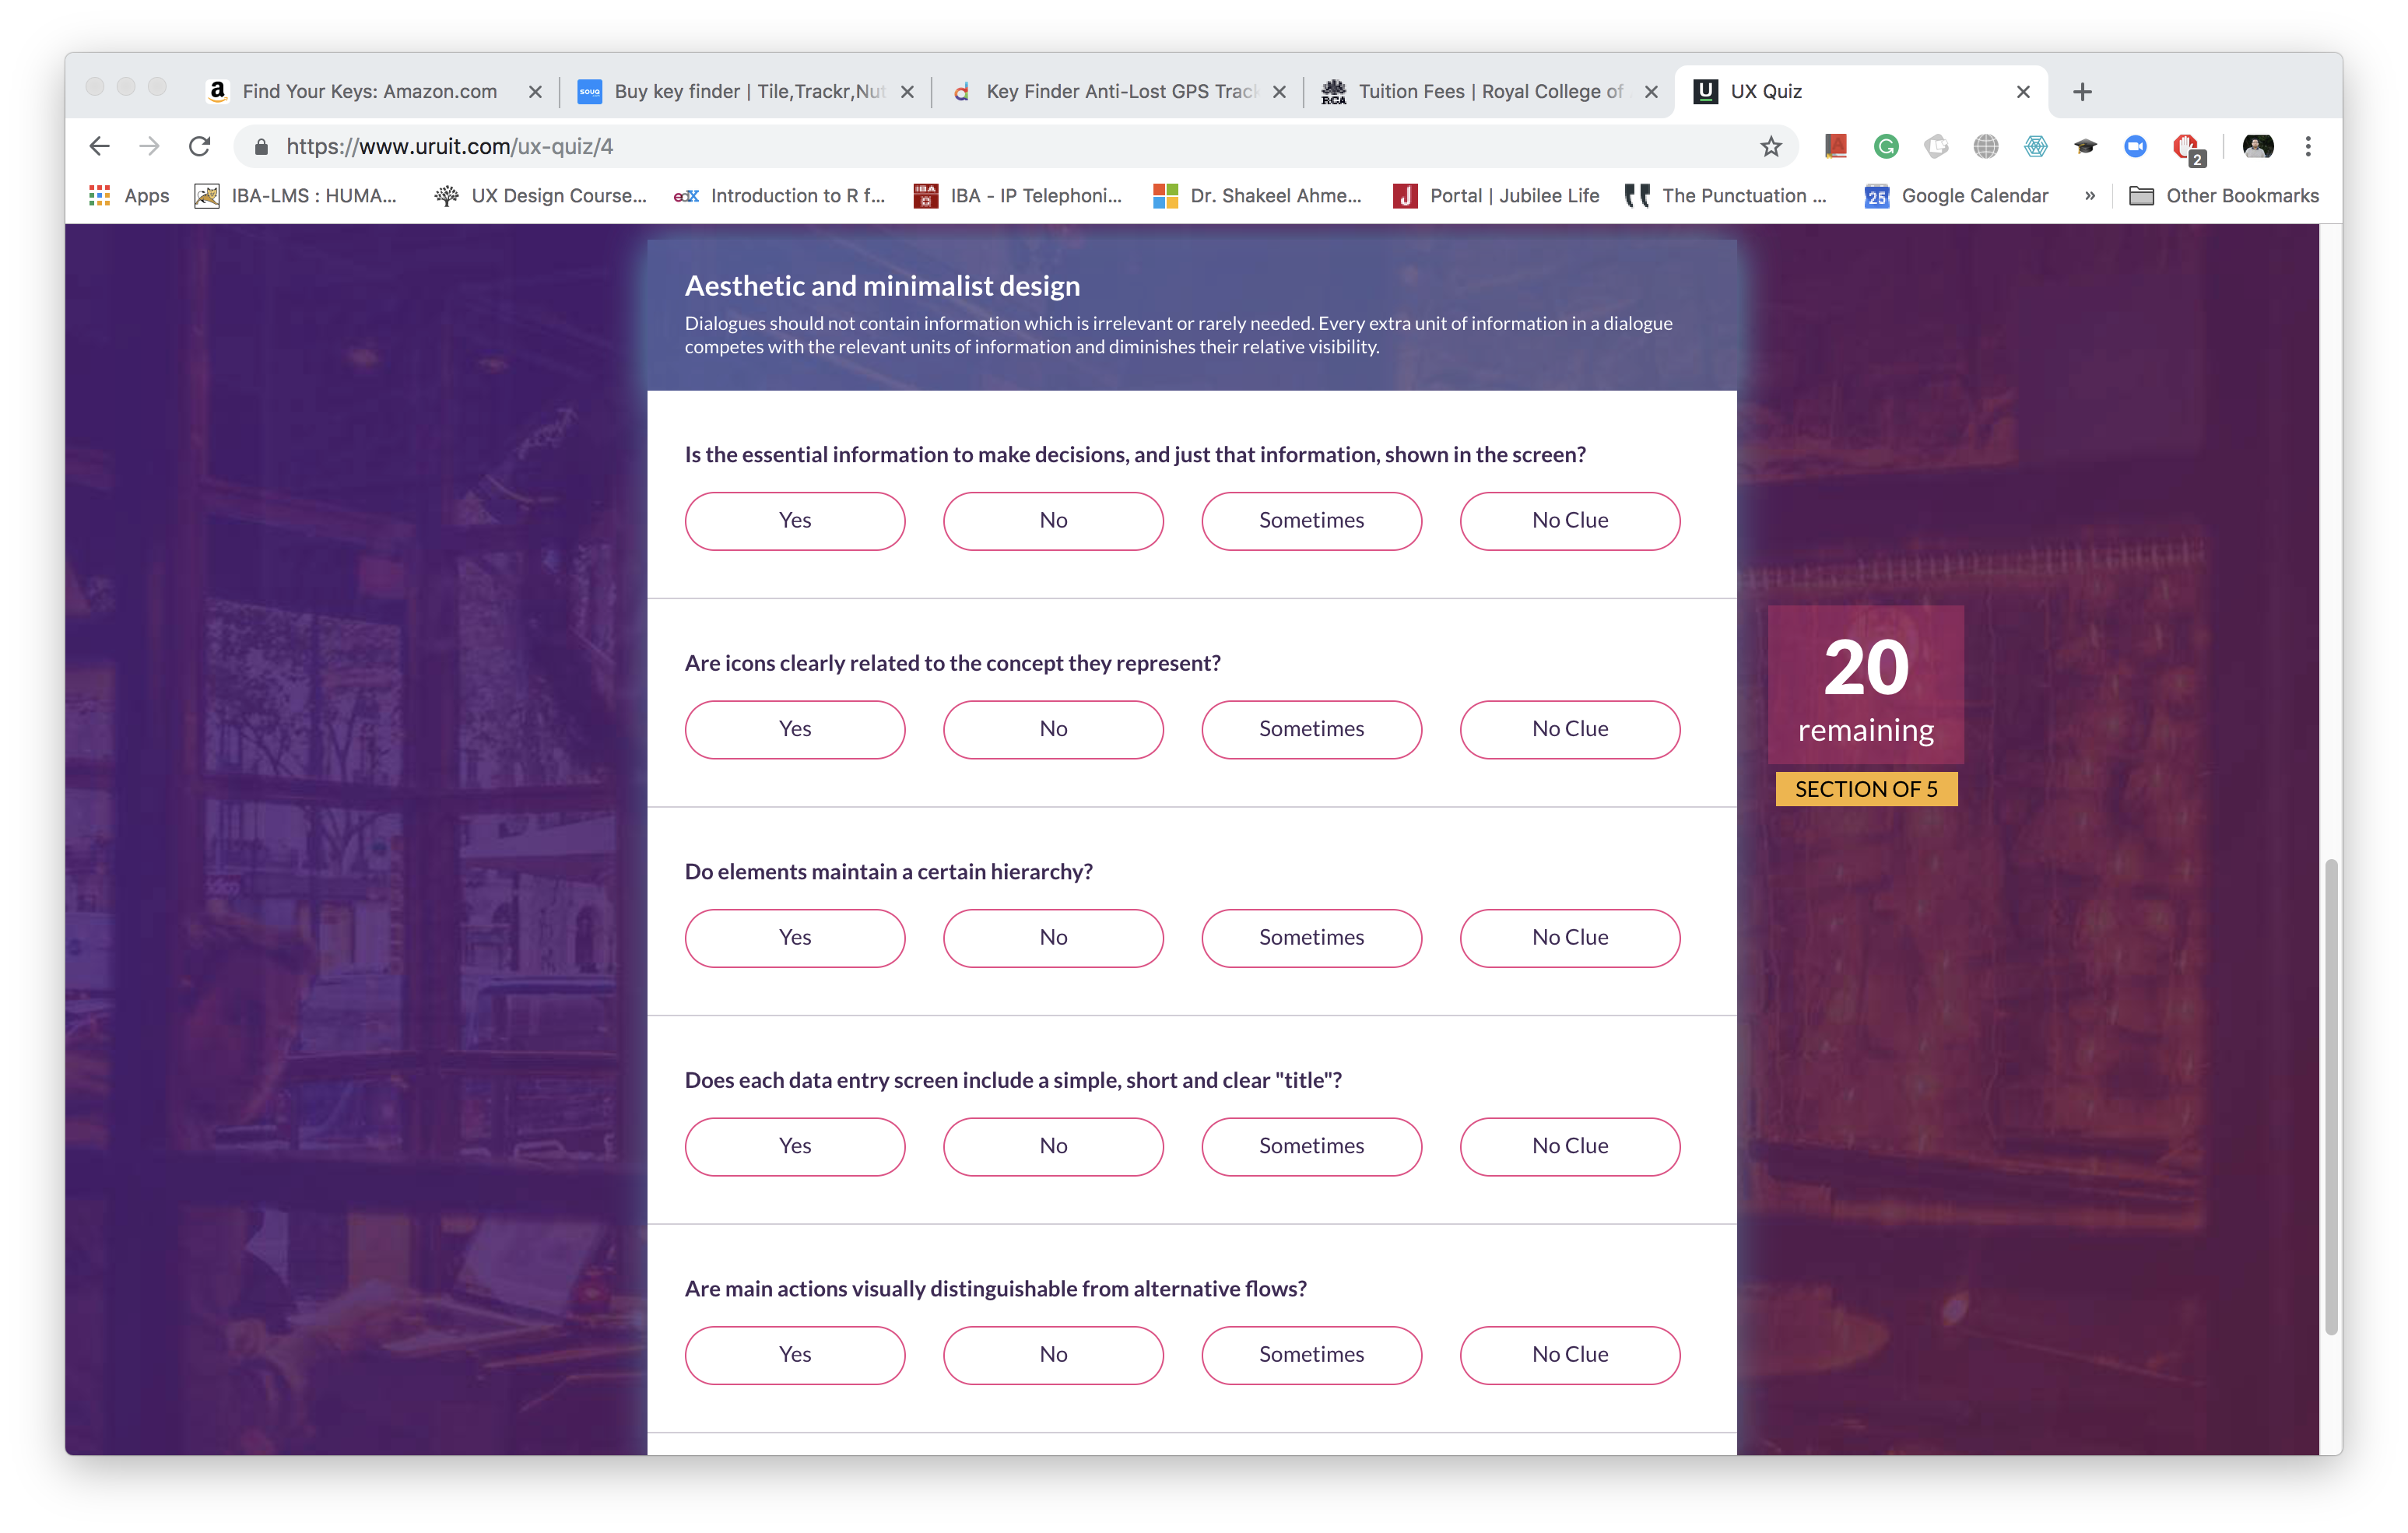 Find Your Keys: Amazon.com
Buy key finder | Tile,Trackr,Nut
Key Finder Anti-Lost GPS Track
RCA
Tuition Fees | Royal College of
UX Quiz
https://www.uruit.com/ux-quiz/4
2
Apps
IBA-LMS : HUMA...
UX Design Course...
edX
Introduction to R f...
IBA
IBA - IP Telephoni...
Dr. Shakeel Ahme...
J
Portal | Jubilee Life
The Punctuation ...
25
Google Calendar
»
Other Bookmarks
Aesthetic and minimalist design
Dialogues should not contain information which is irrelevant or rarely needed. Every extra unit of information in a dialogue
competes with the relevant units of information and diminishes their relative visibility.
Is the essential information to make decisions, and just that information, shown in the screen?
Yes No Sometimes No Clue
Are icons clearly related to the concept they represent?
Yes No Sometimes No Clue
20
remaining
SECTION OF 5
Do elements maintain a certain hierarchy?
Yes No Sometimes No Clue
Does each data entry screen include a simple, short and clear "title"?
Yes No Sometimes No Clue
Are main actions visually distinguishable from alternative flows?
Yes No Sometimes No Clue